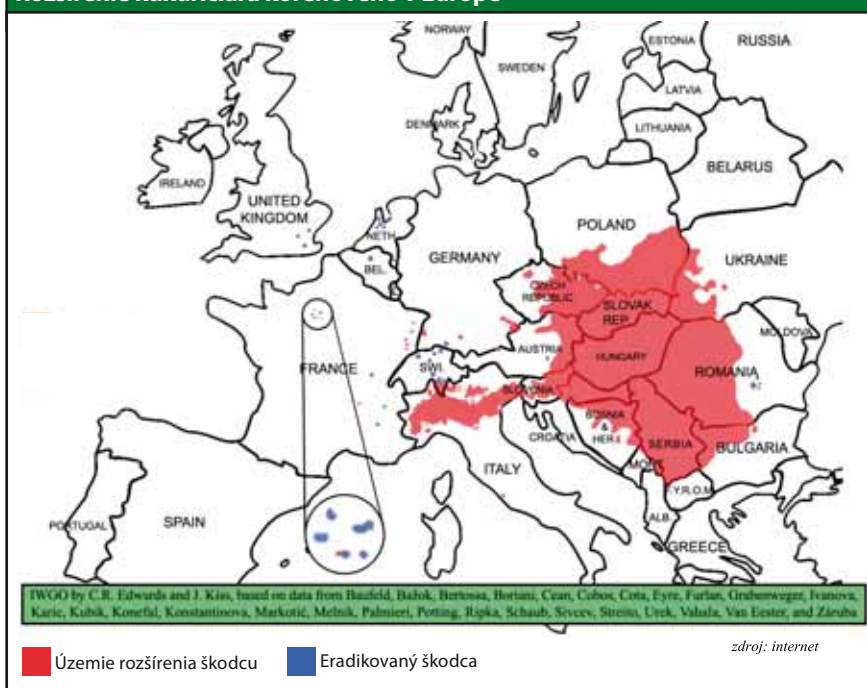 NORWAY
SWEDEN
ESTONIA
RUSSIA
LATVIA
LITHUANIA
DENMARK
BELARUS
IRELAND
UNITED
KINGDOM
NETH.
POLAND
BEL.
GERMANY
UKRAINE
CZECH
REPUBLIC
SLOVAK
REP.
MOLDOVA
FRANCE
SWI.
AUSTRIA
HUNGARY
ROMANIA
SLOVENIA
BOSNIA
&
HER.
CROATIA
SERBIA
BULGARIA
ITALY
MONT.
F.Y.R.O.M.
PORTUGAL
SPAIN
ALB.
GREECE
IWGO by C.R. Edwards and J. Kiss, based on data from Baufeld, Bažok, Bertossa, Boriani, Cean, Cobos, Cota, Eyre, Furlan, Grabenweger, Ivanova,
Karic, Kubik, Konefal, Konstantinova, Markotić, Melnik, Palmieri, Potting, Ripka, Schaub, Sivcev, Streito, Urek, Vahala, Van Eester, and Záruba
zdroj: internet
Územie rozšírenia škodcu
Eradikovaný škodca